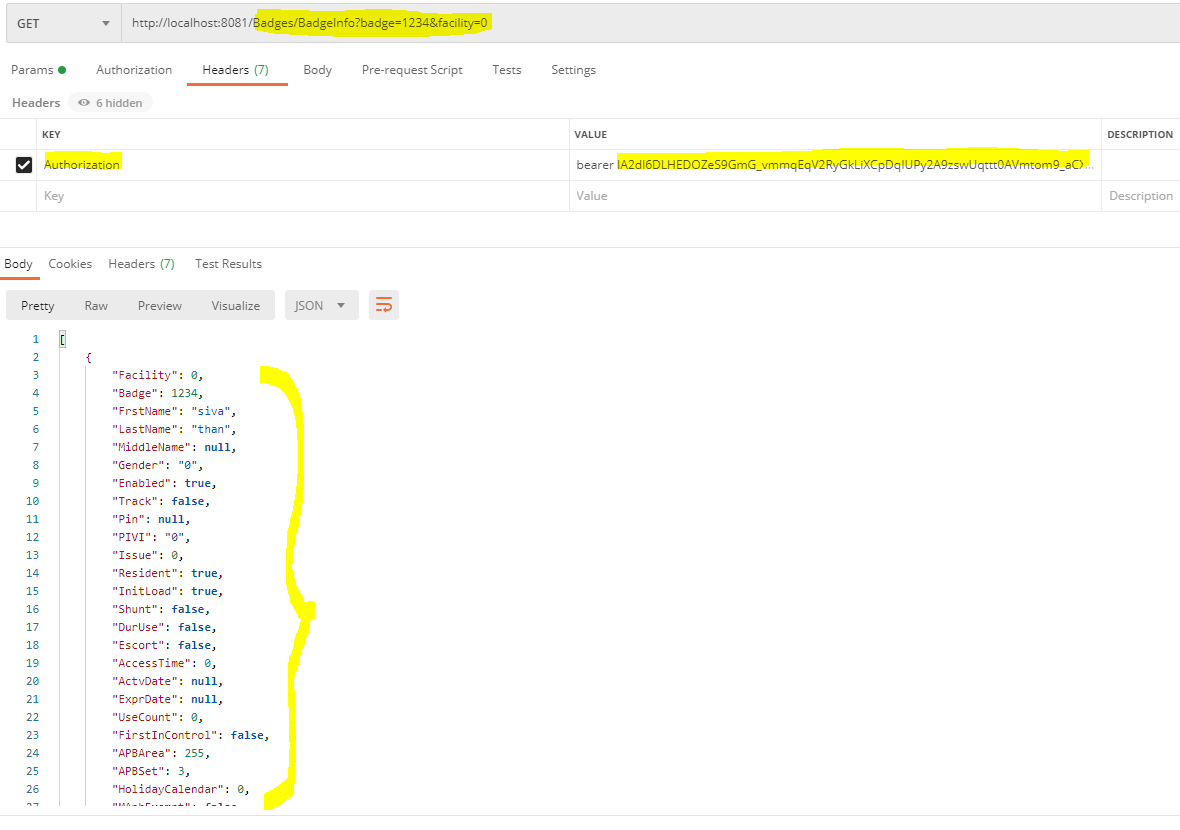 GET http://localhost:8081/Badges/BadgeInfo?badge=1234&facility=0
Params Authorization Headers (7) Body Pre-request Script Tests Settings
Headers 6 hidden
KEY VALUE DESCRIPTION
Authorization bearer
Key Value Description
Body Cookies Headers (7) Test Results
Pretty Raw Preview Visualize JSON
1 [
2 {
3 "Facility": 0,
4 "Badge": 1234,
5 "FrstName": "siva",
6 "LastName": "than",
7 "MiddleName": null,
8 "Gender": "0",
9 "Enabled": true,
10 "Track": false,
11 "Pin": null,
12 "PIVI": "0",
13 "Issue": 0,
14 "Resident": true,
15 "InitLoad": true,
16 "Shunt": false,
17 "DurUse": false,
18 "Escort": false,
19 "AccessTime": 0,
20 "ActvDate": null,
21 "ExprDate": null,
22 "UseCount": 0,
23 "FirstInControl": false,
24 "APBArea": 255,
25 "APBSet": 3,
26 "HolidayCalendar": 0,